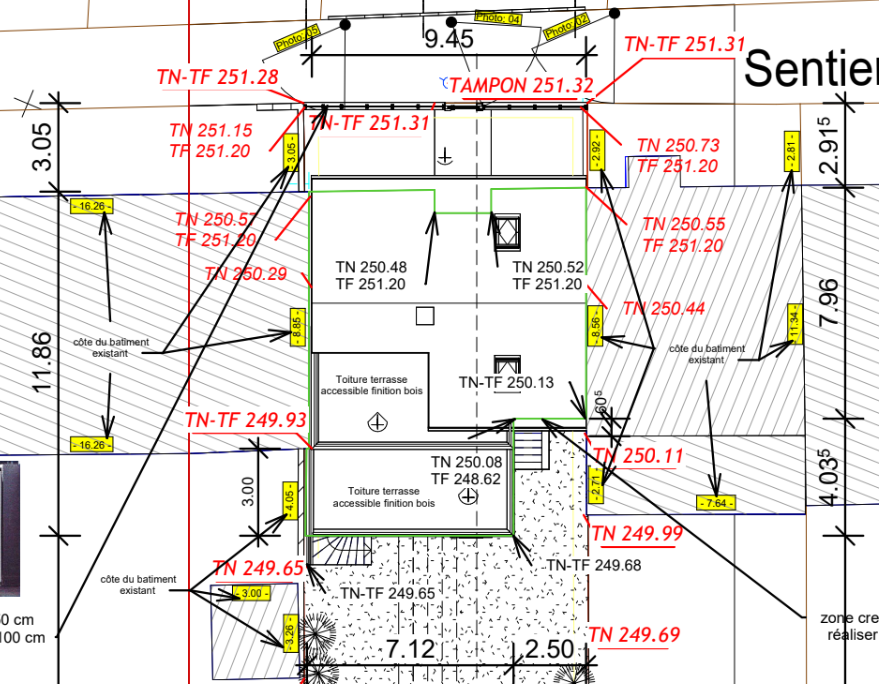 Photo: 05
Photo: 04
Photo: 02
9.45
TN-TF 251.31
TN-TF 251.28
TAMPON 251.32
Sentier
TN-TF 251.31
TN 251.15
TF 251.20
3.05
- 3.05 -
- 2.92 -
TN 250.73
TF 251.20
- 2.81 -
2.91⁵
- 16.26 -
TN 250.57
TF 251.20
TN 250.55
TF 251.20
TN 250.29
TN 250.48
TF 251.20
TN 250.52
TF 251.20
TN 250.44
- 8.85 -
- 8.56 -
- 11.34 -
7.96
côte du batiment
existant
côte du batiment
existant
11.86
Toiture terrasse
accessible finition bois
TN-TF 250.13
60⁵
TN-TF 249.93
- 16.26 -
TN 250.11
TN 250.08
TF 248.62
3.00
- 4.05 -
Toiture terrasse
accessible finition bois
- 2.71 -
- 7.64 -
4.03⁵
TN 249.99
TN 249.65
TN-TF 249.68
côte du batiment
existant
- 3.00 -
TN-TF 249.65
0 cm
100 cm
zone cre
réaliser
- 3.26 -
7.12
2.50
TN 249.69